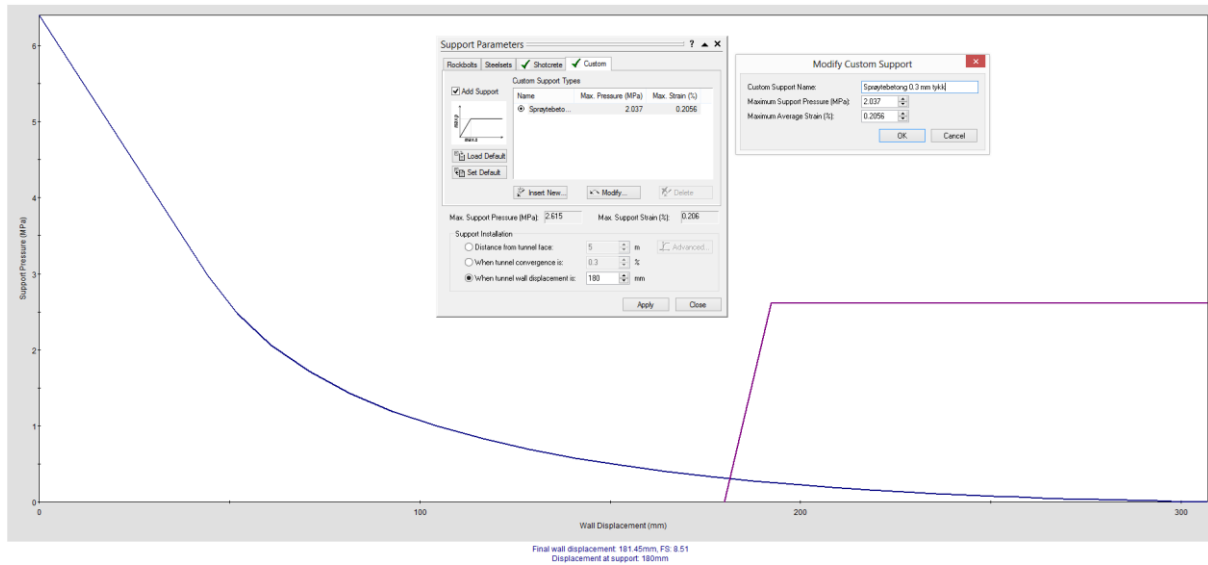 Support Parameters ? ▲ ✕
Rockbolts Steelsets Shotcrete Custom
Add Support
Custom Support Types
Name Max. Pressure (MPa) Max. Strain (%)
Sprøytebeto... 2.037 0.2056
max p
max ε
Load Default
Set Default
Insert New... Modify... Delete
Max. Support Pressure (MPa): 2.615 Max. Support Strain (%): 0.206
Support Installation
Distance from tunnel face: 5 m Advanced...
When tunnel convergence is: 0.3 %
When tunnel wall displacement is: 180 mm
Apply Close
Modify Custom Support
Custom Support Name: Sprøytebetong 0.3 mm tykk
Maximum Support Pressure (MPa): 2.037
Maximum Average Strain (%): 0.2056
OK Cancel
Support Pressure (MPa)
6
5
4
3
2
1
0
0 100 200 300
Wall Displacement (mm)
Final wall displacement: 181.45mm, FS: 8.51
Displacement at support: 180mm